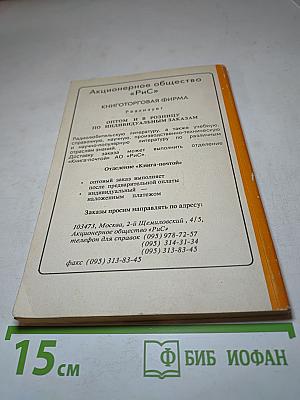 Акционерное общество
«РиС»
КНИГОТОРГОВАЯ ФИРМА
Реализует
ОПТОМ И В РОЗНИЦУ
ПО ИНДИВИДУАЛЬНЫМ ЗАКАЗАМ
Радиолюбительскую литературу, а также учебную,
справочную, научную, производственно-техническую
и научно-популярную литературу по различным
отраслям знаний.
Доставку заказа может выполнить отделение
«Книга-почтой» АО «РиС».
Отделение «Книга-почтой»
• оптовый заказ выполняет
после предварительной оплаты
• индивидуальный —
наложенным платежом
Заказы просим направлять по адресу:
103473, Москва, 2-й Щемиловский, 4/5,
Акционерное общество «РиС»
телефон для справок (095) 978-72-57
(095) 314-31-34
(095) 313-83-45
факс (095) 313-83-45
15 см
Ф БИБ ИОФАН